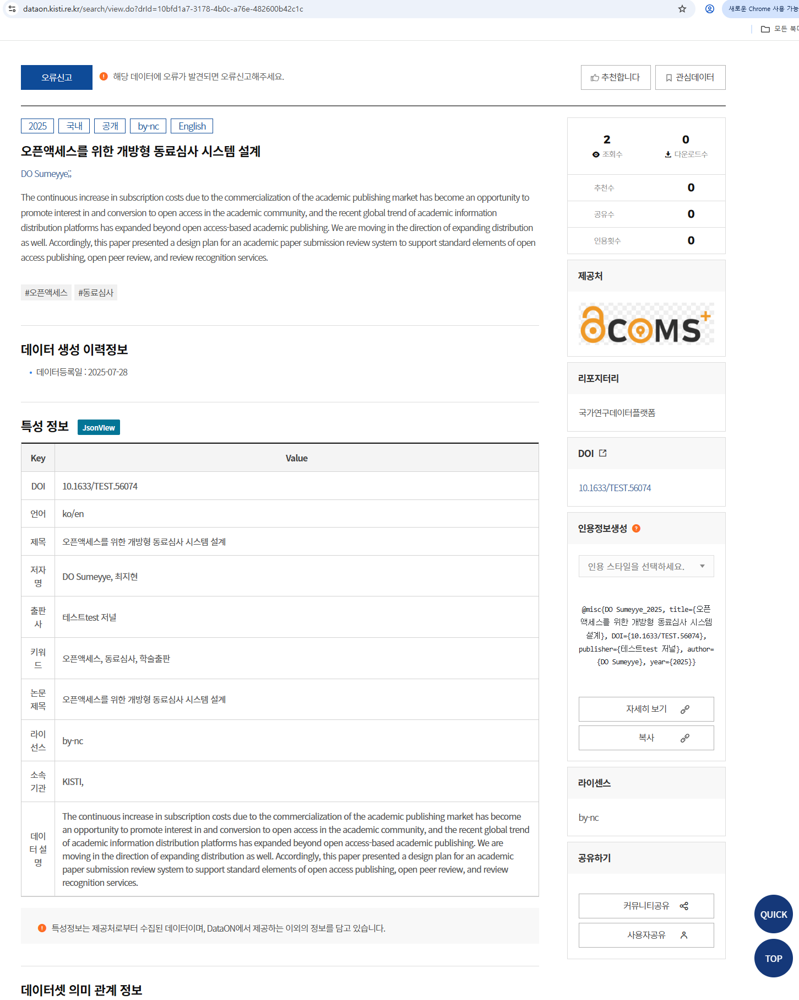 dataon.kisti.re.kr/search/view.do?drId=10bfd1a7-3178-4b0c-a76e-482600b42c1c
새로운 Chrome 사용 가능
모든 북
오류신고
해당 데이터에 오류가 발견되면 오류신고해주세요.
추천합니다
관심데이터
2025
국내
공개
by-nc
English
오픈액세스를 위한 개방형 동료심사 시스템 설계
DO Sumeyye;;
The continuous increase in subscription costs due to the commercialization of the academic publishing market has become an opportunity to
promote interest in and conversion to open access in the academic community, and the recent global trend of academic information
distribution platforms has expanded beyond open access-based academic publishing. We are moving in the direction of expanding distribution
as well. Accordingly, this paper presented a design plan for an academic paper submission review system to support standard elements of open
access publishing, open peer review, and review recognition services.
#오픈액세스
#동료심사
데이터 생성 이력정보
데이터등록일 : 2025-07-28
특성 정보
JsonView
Key
Value
DOI
10.1633/TEST.56074
언어
ko/en
제목
오픈액세스를 위한 개방형 동료심사 시스템 설계
저자
명
DO Sumeyye, 최지현
출판
사
테스트test 저널
키워
드
오픈액세스, 동료심사, 학술출판
논문
제목
오픈액세스를 위한 개방형 동료심사 시스템 설계
라이
선스
by-nc
소속
기관
KISTI,
데이
터 설
명
The continuous increase in subscription costs due to the commercialization of the academic publishing market has become
an opportunity to promote interest in and conversion to open access in the academic community, and the recent global trend
of academic information distribution platforms has expanded beyond open access-based academic publishing. We are
moving in the direction of expanding distribution as well. Accordingly, this paper presented a design plan for an academic
paper submission review system to support standard elements of open access publishing, open peer review, and review
recognition services.
특성정보는 제공처로부터 수집된 데이터이며, DataON에서 제공하는 이외의 정보를 담고 있습니다.
데이터셋 의미 관계 정보
2
조회수
0
다운로드수
추천수
0
공유수
0
인용횟수
0
제공처
aCOMS+
리포지터리
국가연구데이터플랫폼
DOI
10.1633/TEST.56074
인용정보생성
인용 스타일을 선택하세요.
@misc{DO Sumeyye_2025, title={오픈
액세스를 위한 개방형 동료심사 시스템
설계}, DOI={10.1633/TEST.56074},
publisher={테스트test 저널}, author=
{DO Sumeyye}, year={2025}}
자세히 보기
복사
라이센스
by-nc
공유하기
커뮤니티공유
사용자공유
QUICK
TOP